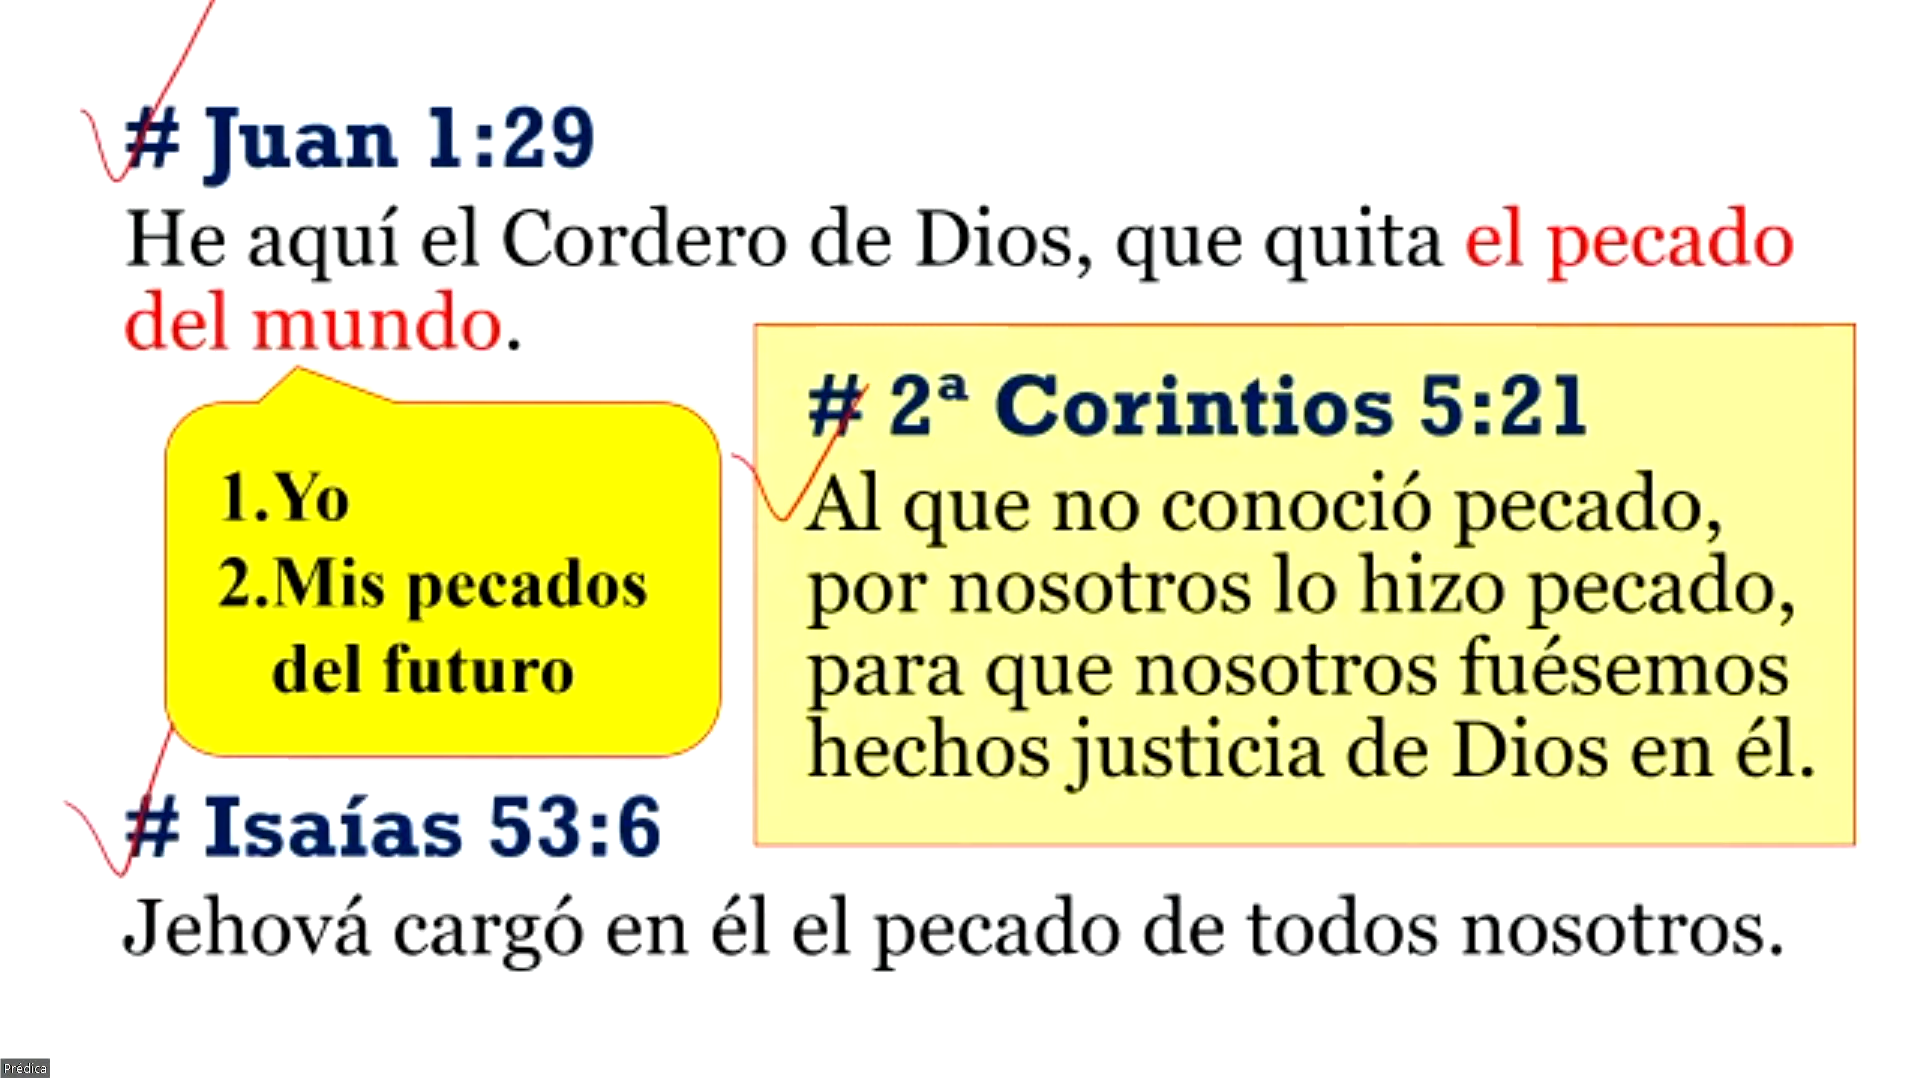 # Juan 1:29
He aquí el Cordero de Dios, que quita el pecado
del mundo.
1.Yo
2.Mis pecados
del futuro
# 2ª Corintios 5:21
Al que no conoció pecado,
por nosotros lo hizo pecado,
para que nosotros fuésemos
hechos justicia de Dios en él.
# Isaías 53:6
Jehová cargó en él el pecado de todos nosotros.
Prédica